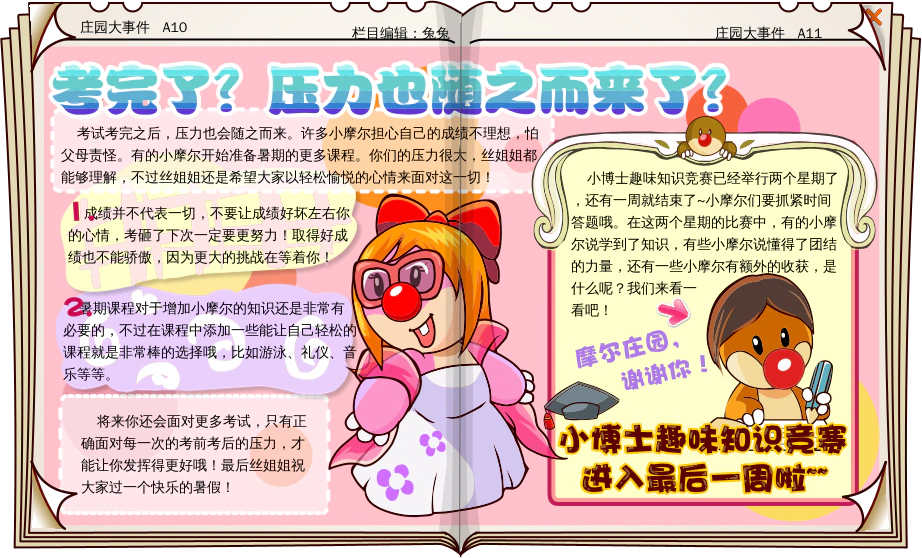 庄园大事件 A10
栏目编辑：兔兔
庄园大事件 A11
考完了？压力也随之而来了？
考试考完之后，压力也会随之而来。许多小摩尔担心自己的成绩不理想，怕
父母责怪。有的小摩尔开始准备暑期的更多课程。你们的压力很大，丝姐姐都
能够理解，不过丝姐姐还是希望大家以轻松愉悦的心情来面对这一切！
1.成绩并不代表一切，不要让成绩好坏左右你
的心情，考砸了下次一定要更努力！取得好成
绩也不能骄傲，因为更大的挑战在等着你！
2.暑期课程对于增加小摩尔的知识还是非常有
必要的，不过在课程中添加一些能让自己轻松的
课程就是非常棒的选择哦，比如游泳、礼仪、音
乐等等。
将来你还会面对更多考试，只有正
确面对每一次的考前考后的压力，才
能让你发挥得更好哦！最后丝姐姐祝
大家过一个快乐的暑假！
小博士趣味知识竞赛已经举行两个星期了
，还有一周就结束了~小摩尔们要抓紧时间
答题哦。在这两个星期的比赛中，有的小摩
尔说学到了知识，有些小摩尔说懂得了团结
的力量，还有一些小摩尔有额外的收获，是
什么呢？我们来看一
看吧！
摩尔庄园，
谢谢你！
小博士趣味知识竞赛
进入最后一周啦~~